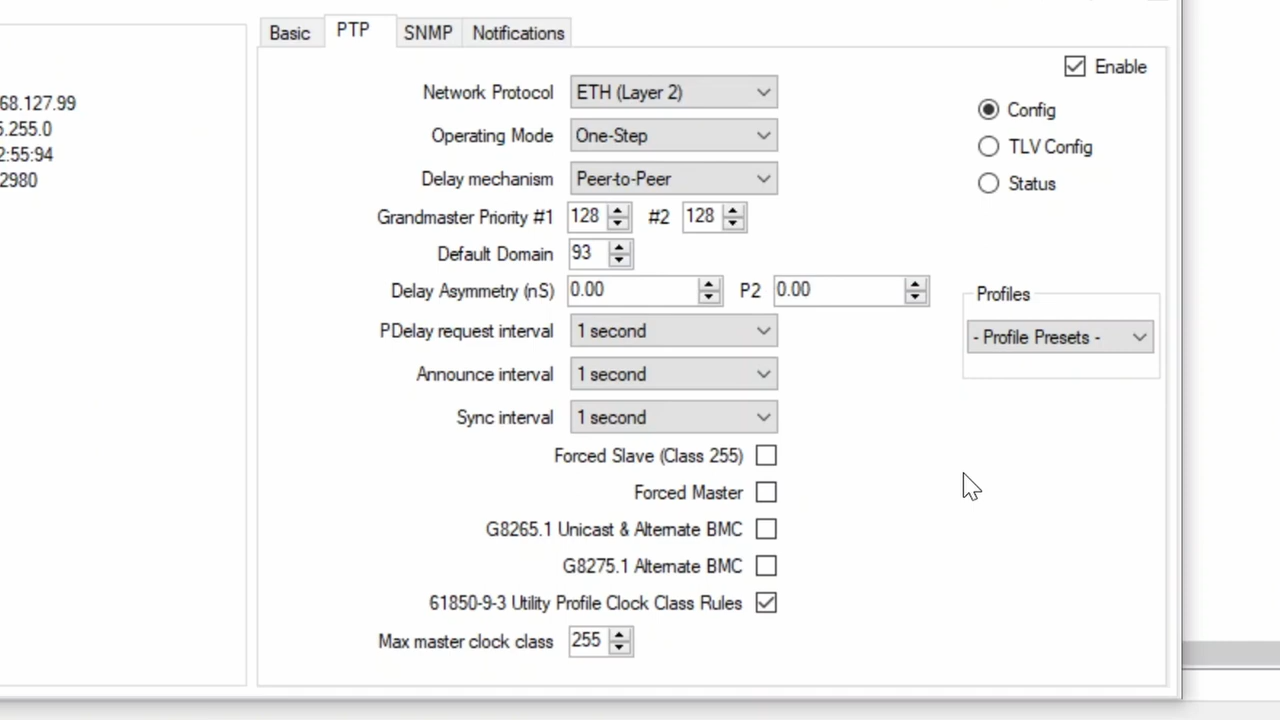 Basic PTP SNMP Notifications
Enable
68.127.99
255.0
2:55:94
2980
Network Protocol ETH (Layer 2)
Config
Operating Mode One-Step
TLV Config
Delay mechanism Peer-to-Peer
Status
Grandmaster Priority #1 128 #2 128
Default Domain 93
Delay Asymmetry (nS) 0.00 P2 0.00
Profiles
PDelay request interval 1 second
- Profile Presets -
Announce interval 1 second
Sync interval 1 second
Forced Slave (Class 255)
Forced Master
G8265.1 Unicast & Alternate BMC
G8275.1 Alternate BMC
61850-9-3 Utility Profile Clock Class Rules
Max master clock class 255